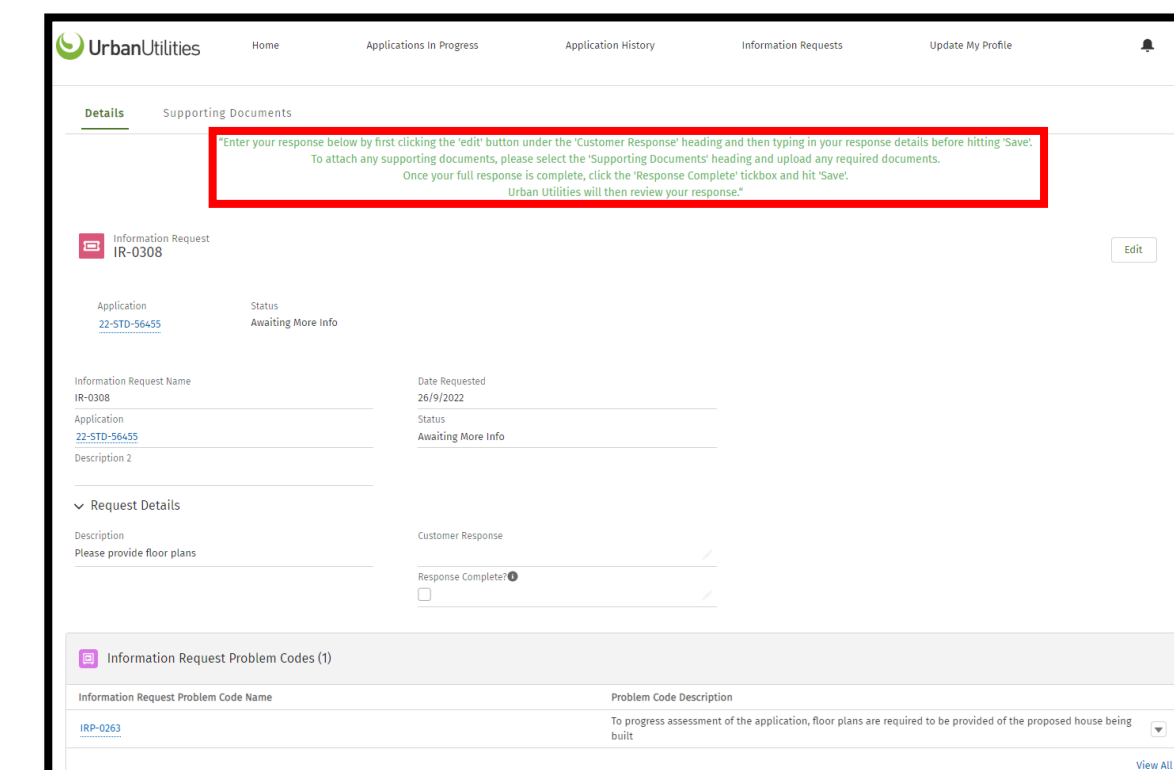 UrbanUtilities Home Applications In Progress Application History Information Requests Update My Profile
Details Supporting Documents
"Enter your response below by first clicking the 'edit' button under the 'Customer Response' heading and then typing in your response details before hitting 'Save'.
To attach any supporting documents, please select the 'Supporting Documents' heading and upload any required documents.
Once your full response is complete, click the 'Response Complete' tickbox and hit 'Save'.
Urban Utilities will then review your response."
Information Request
IR-0308
Edit
Application Status
22-STD-56455 Awaiting More Info
Information Request Name Date Requested
IR-0308 26/9/2022
Application Status
22-STD-56455 Awaiting More Info
Description 2
Request Details
Description Customer Response
Please provide floor plans
Response Complete?
Information Request Problem Codes (1)
Information Request Problem Code Name Problem Code Description
IRP-0263 To progress assessment of the application, floor plans are required to be provided of the proposed house being
built
View All